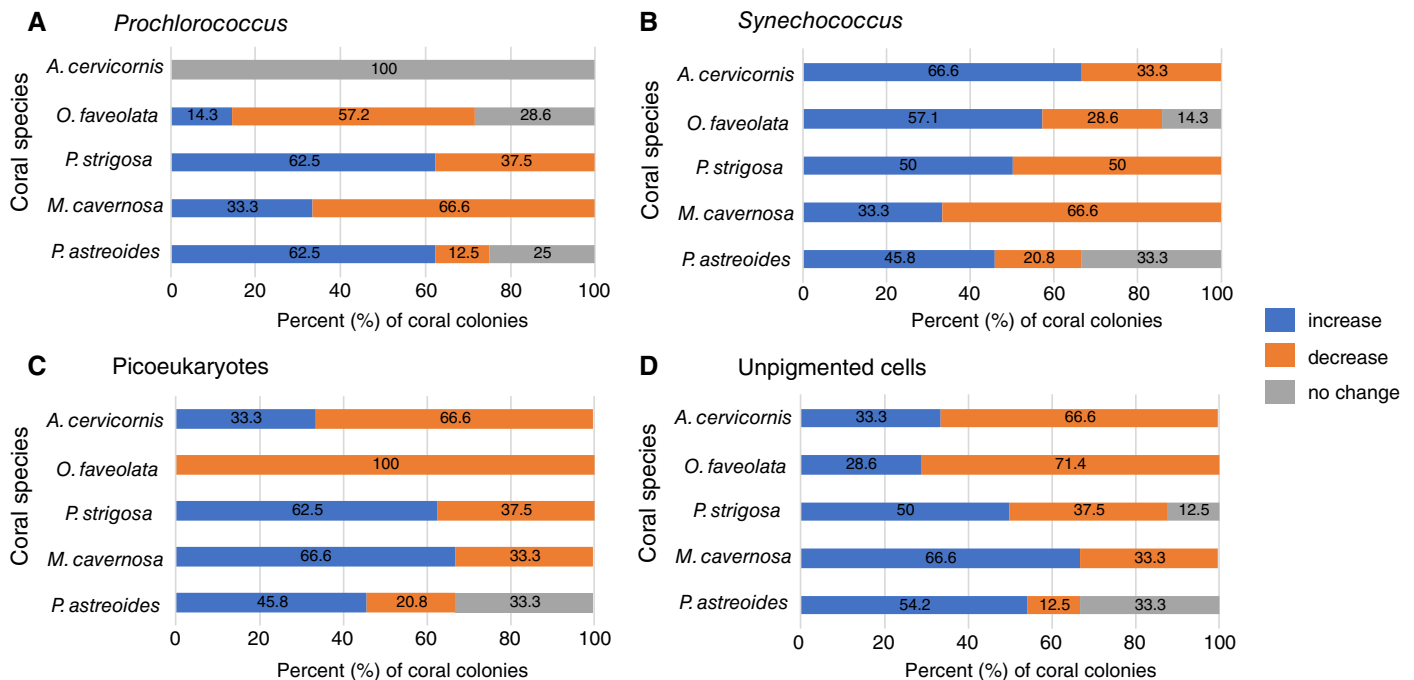 A Prochlorococcus
Coral species
A. cervicornis
100
O. faveolata
14.3 57.2 28.6
P. strigosa
62.5 37.5
M. cavernosa
33.3 66.6
P. astreoides
62.5 12.5 25
0 20 40 60 80 100
Percent (%) of coral colonies
B Synechococcus
Coral species
A. cervicornis
66.6 33.3
O. faveolata
57.1 28.6 14.3
P. strigosa
50 50
M. cavernosa
33.3 66.6
P. astreoides
45.8 20.8 33.3
0 20 40 60 80 100
Percent (%) of coral colonies
increase
decrease
no change
C Picoeukaryotes
Coral species
A. cervicornis
33.3 66.6
O. faveolata
100
P. strigosa
62.5 37.5
M. cavernosa
66.6 33.3
P. astreoides
45.8 20.8 33.3
0 20 40 60 80 100
Percent (%) of coral colonies
D Unpigmented cells
Coral species
A. cervicornis
33.3 66.6
O. faveolata
28.6 71.4
P. strigosa
50 37.5 12.5
M. cavernosa
66.6 33.3
P. astreoides
54.2 12.5 33.3
0 20 40 60 80 100
Percent (%) of coral colonies